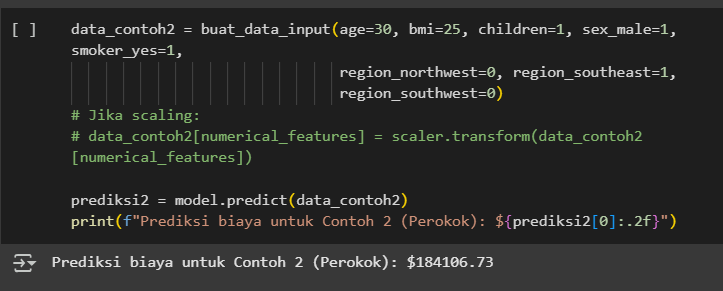 [ ] data_contoh2 = buat_data_input(age=30, bmi=25, children=1, sex_male=1,
smoker_yes=1,
region_northwest=0, region_southeast=1,
region_southwest=0)
# Jika scaling:
# data_contoh2[numerical_features] = scaler.transform(data_contoh2
[numerical_features])
prediksi2 = model.predict(data_contoh2)
print(f"Prediksi biaya untuk Contoh 2 (Perokok): ${prediksi2[0]:.2f}")
Prediksi biaya untuk Contoh 2 (Perokok): $184106.73